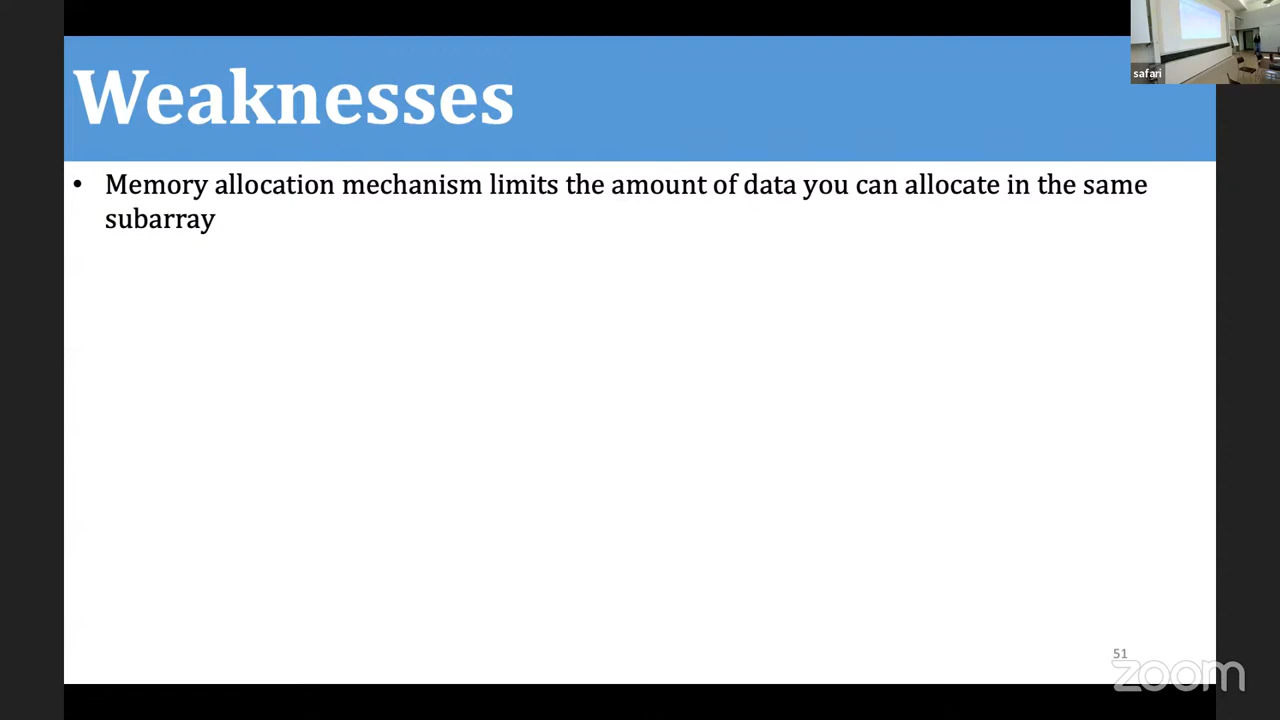 safari
Weaknesses
• Memory allocation mechanism limits the amount of data you can allocate in the same
subarray
51
zoom